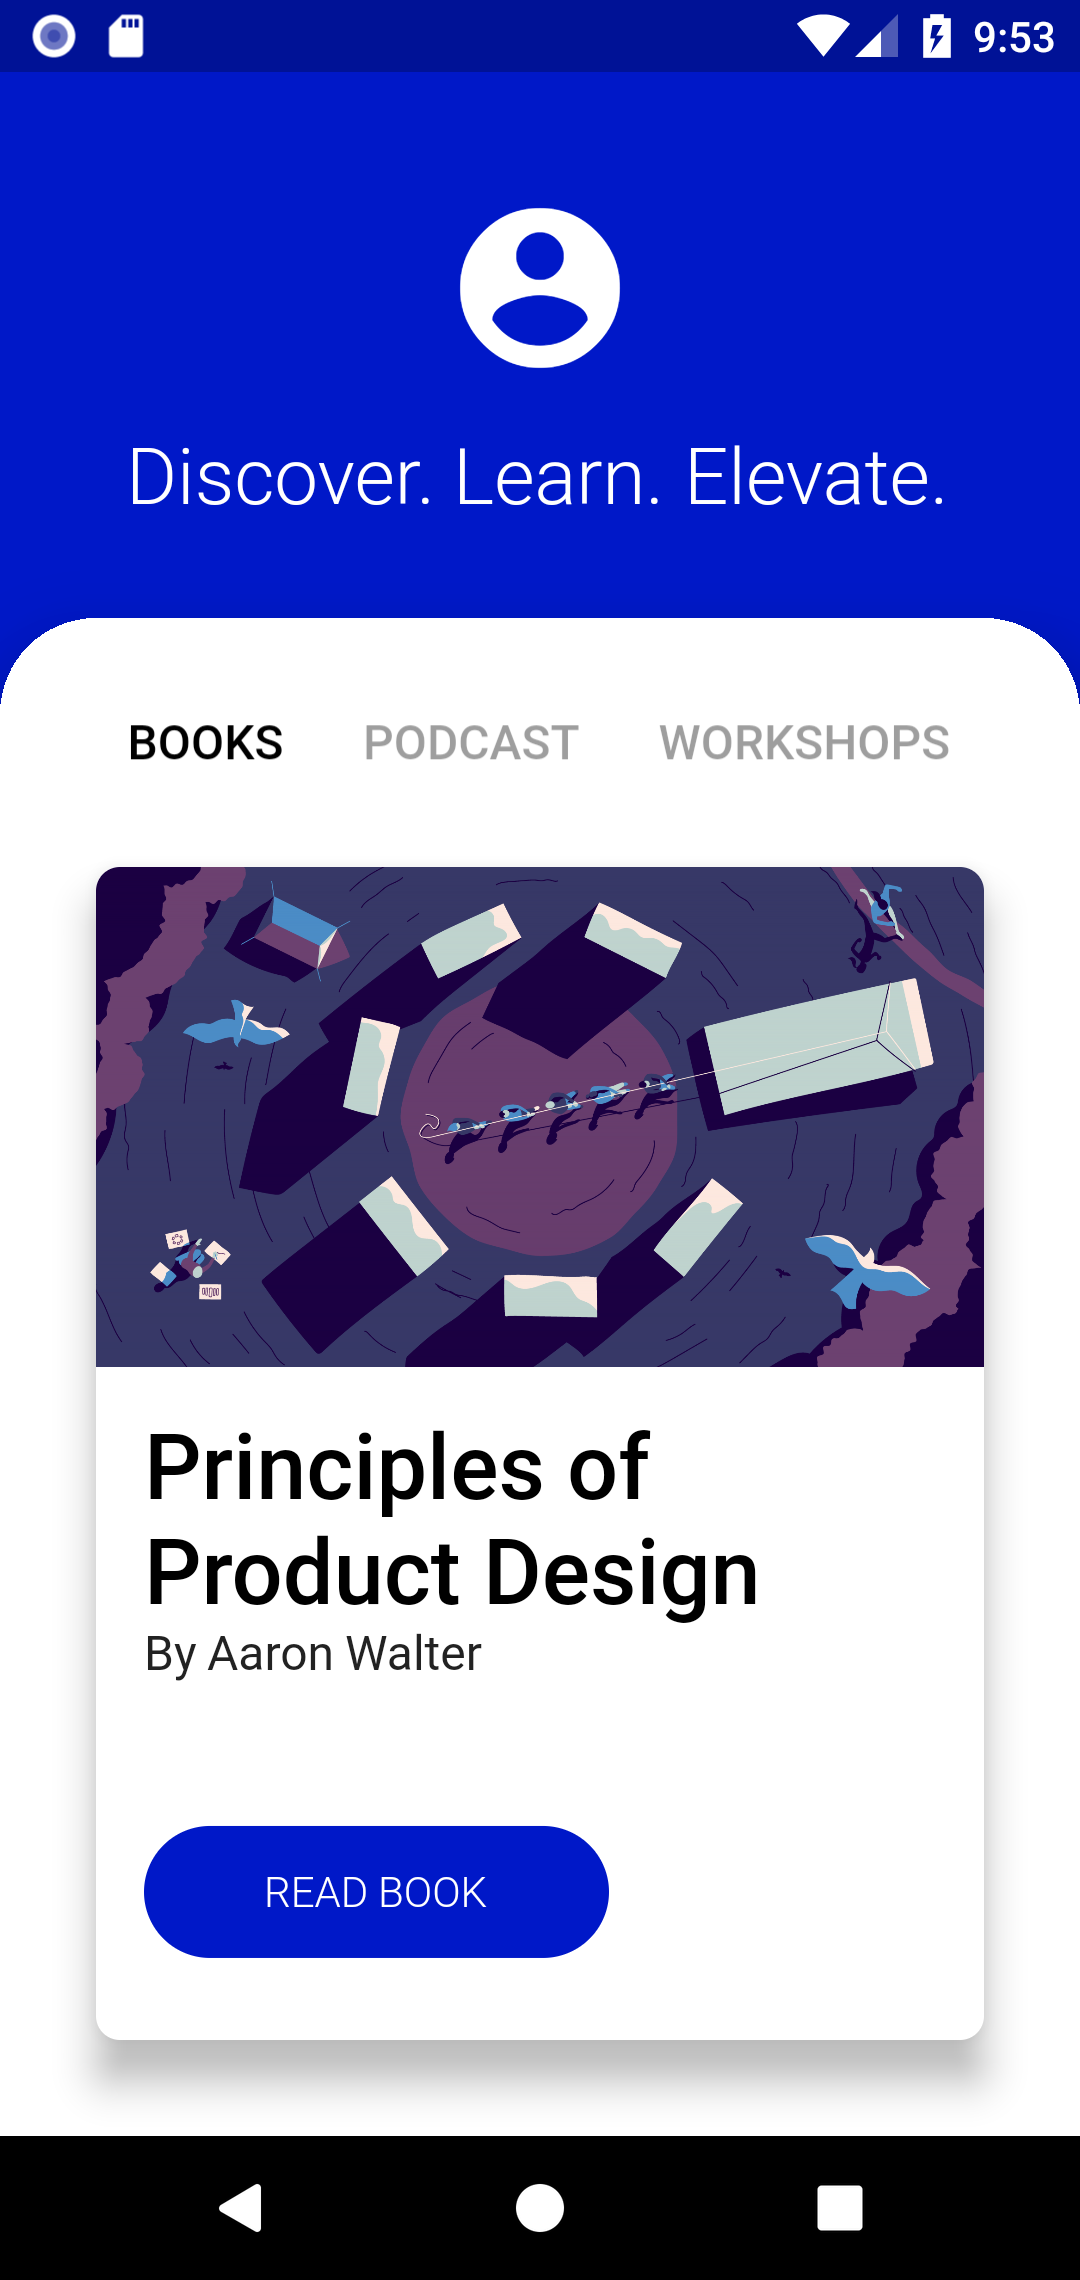 9:53
Discover. Learn. Elevate.
BOOKS PODCAST WORKSHOPS
Principles of
Product Design
By Aaron Walter
READ BOOK